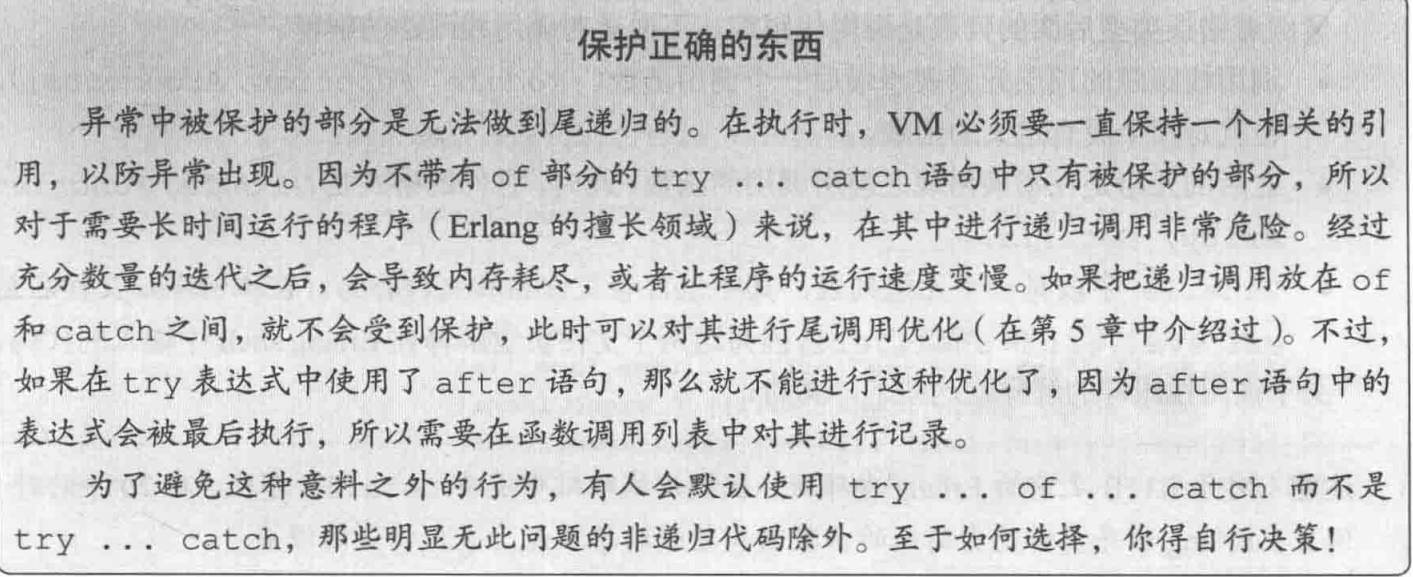 保护正确的东西
异常中被保护的部分是无法做到尾递归的。在执行时，VM 必须要一直保持一个相关的引
用，以防异常出现。因为不带有 of 部分的 try ... catch 语句中只有被保护的部分，所以
对于需要长时间运行的程序（Erlang 的擅长领域）来说，在其中进行递归调用非常危险。经过
充分数量的迭代之后，会导致内存耗尽，或者让程序的运行速度变慢。如果把递归调用放在 of
和 catch 之间，就不会受到保护，此时可以对其进行尾调用优化（在第 5 章中介绍过）。不过，
如果在 try 表达式中使用了 after 语句，那么就不能进行这种优化了，因为 after 语句中的
表达式会被最后执行，所以需要在函数调用列表中对其进行记录。
为了避免这种意料之外的行为，有人会默认使用 try ... of ... catch 而不是
try ... catch，那些明显无此问题的非递归代码除外。至于如何选择，你得自行决策！